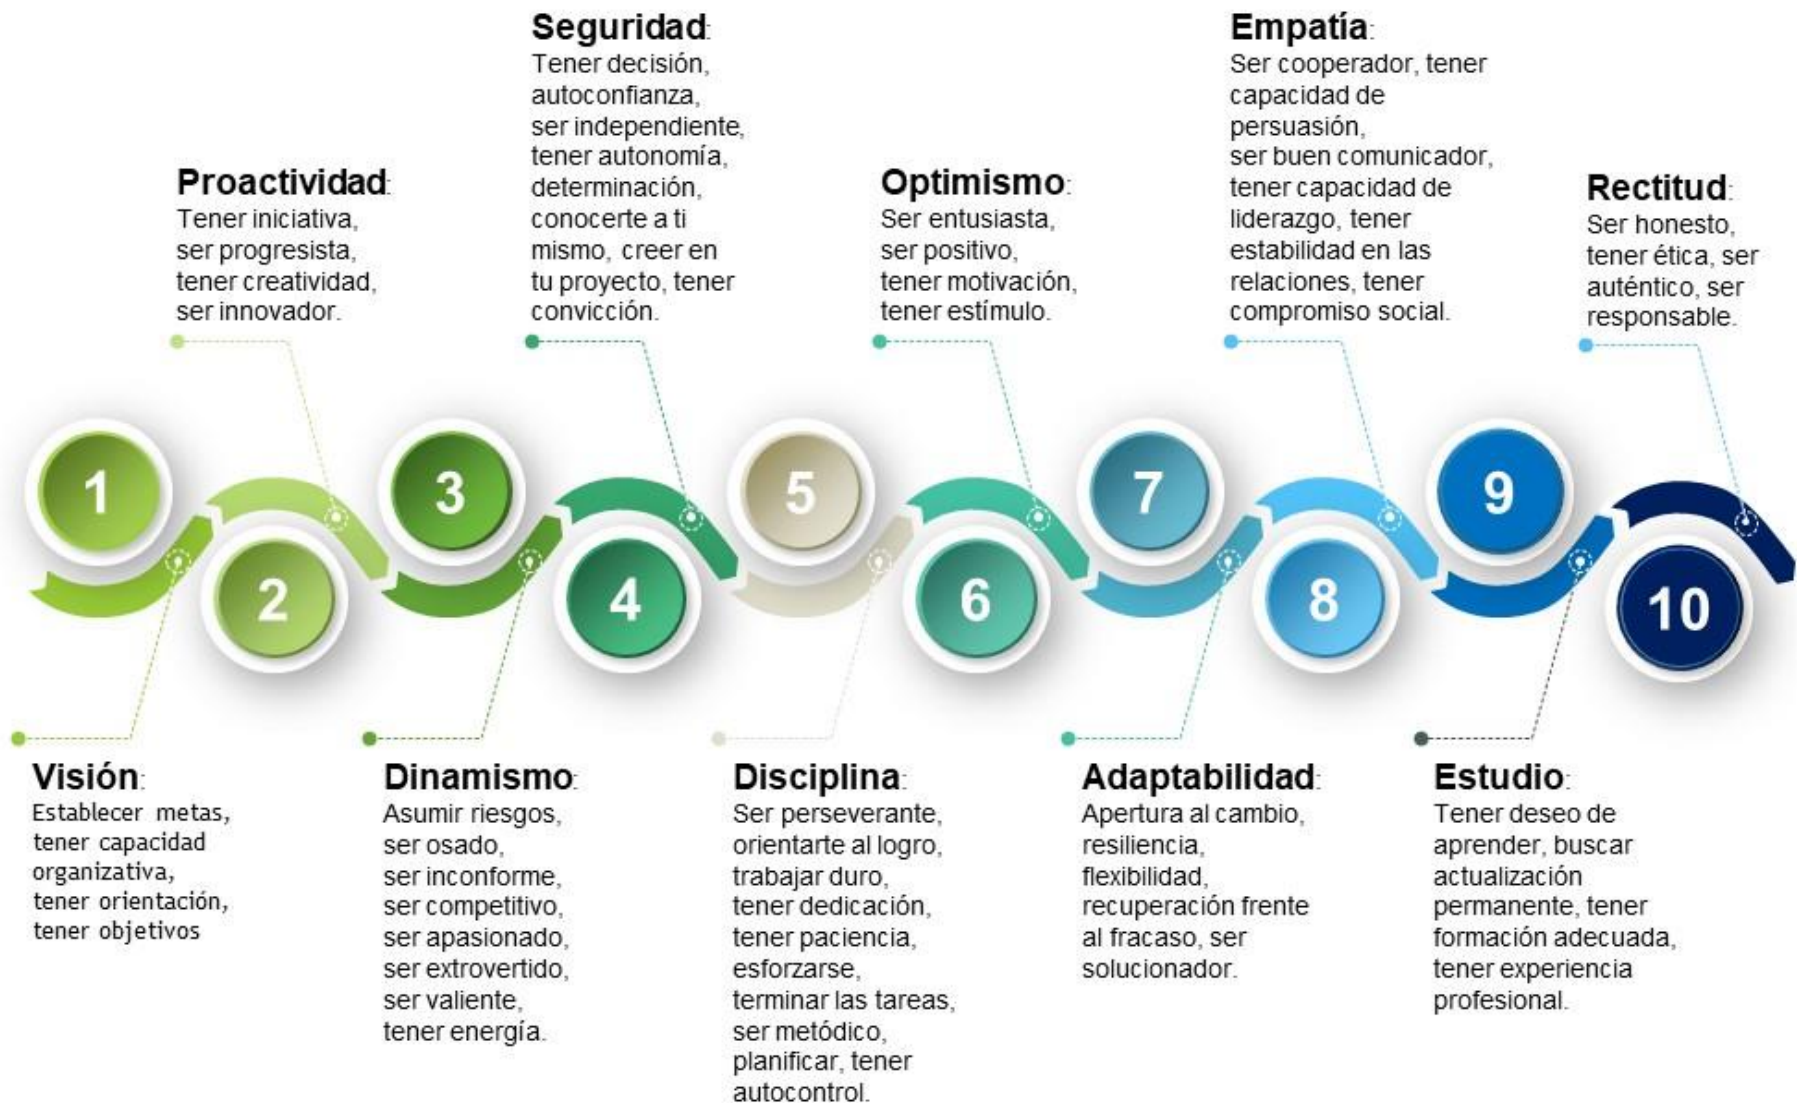 Visión:
Establecer metas,
tener capacidad
organizativa,
tener orientación,
tener objetivos
1
Proactividad:
Tener iniciativa,
ser progresista,
tener creatividad,
ser innovador.
2
Dinamismo:
Asumir riesgos,
ser osado,
ser inconforme,
ser competitivo,
ser apasionado,
ser extrovertido,
ser valiente,
tener energía.
3
Seguridad:
Tener decisión,
autoconfianza,
ser independiente,
tener autonomía,
determinación,
conocerte a ti
mismo, creer en
tu proyecto, tener
convicción.
4
Disciplina:
Ser perseverante,
orientarte al logro,
trabajar duro,
tener dedicación,
tener paciencia,
esforzarse,
terminar las tareas,
ser metódico,
planificar, tener
autocontrol.
5
Optimismo:
Ser entusiasta,
ser positivo,
tener motivación,
tener estímulo.
6
Adaptabilidad:
Apertura al cambio,
resiliencia,
flexibilidad,
recuperación frente
al fracaso, ser
solucionador.
7
Empatía:
Ser cooperador, tener
capacidad de
persuasión,
ser buen comunicador,
tener capacidad de
liderazgo, tener
estabilidad en las
relaciones, tener
compromiso social.
8
Estudio:
Tener deseo de
aprender, buscar
actualización
permanente, tener
formación adecuada,
tener experiencia
profesional.
9
Rectitud:
Ser honesto,
tener ética, ser
auténtico, ser
responsable.
10